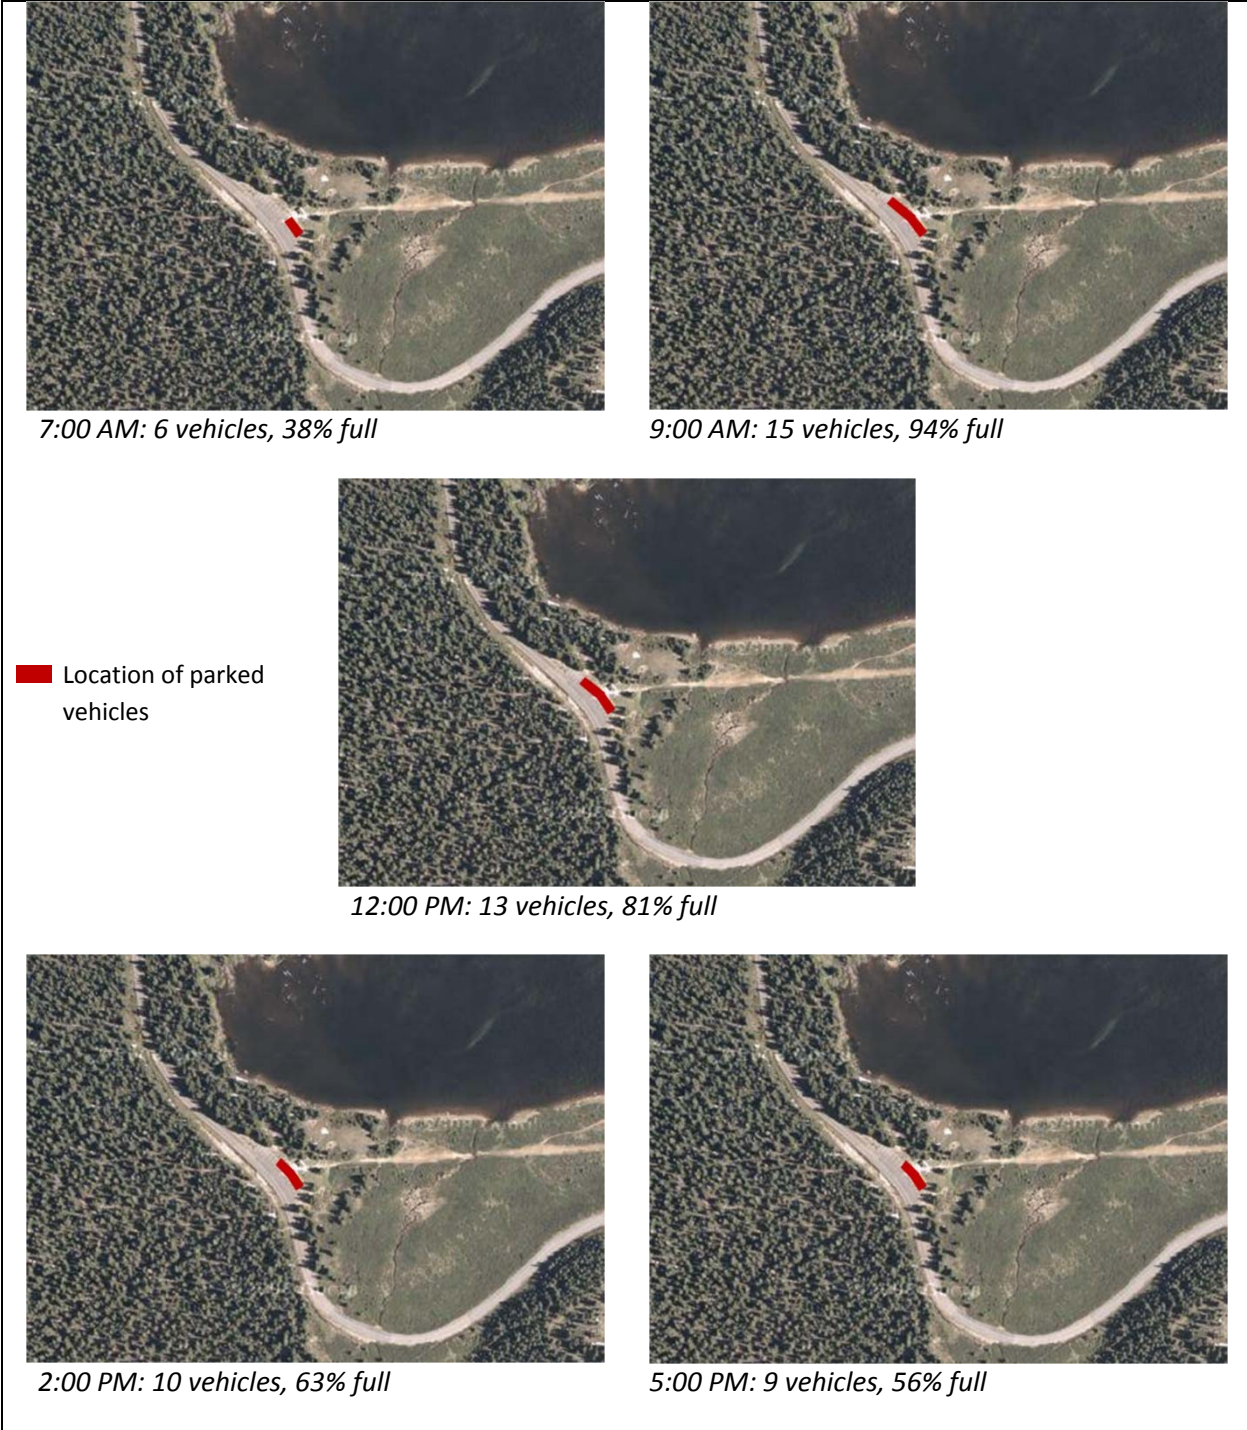 7:00 AM: 6 vehicles, 38% full
9:00 AM: 15 vehicles, 94% full
Location of parked
vehicles
12:00 PM: 13 vehicles, 81% full
2:00 PM: 10 vehicles, 63% full
5:00 PM: 9 vehicles, 56% full